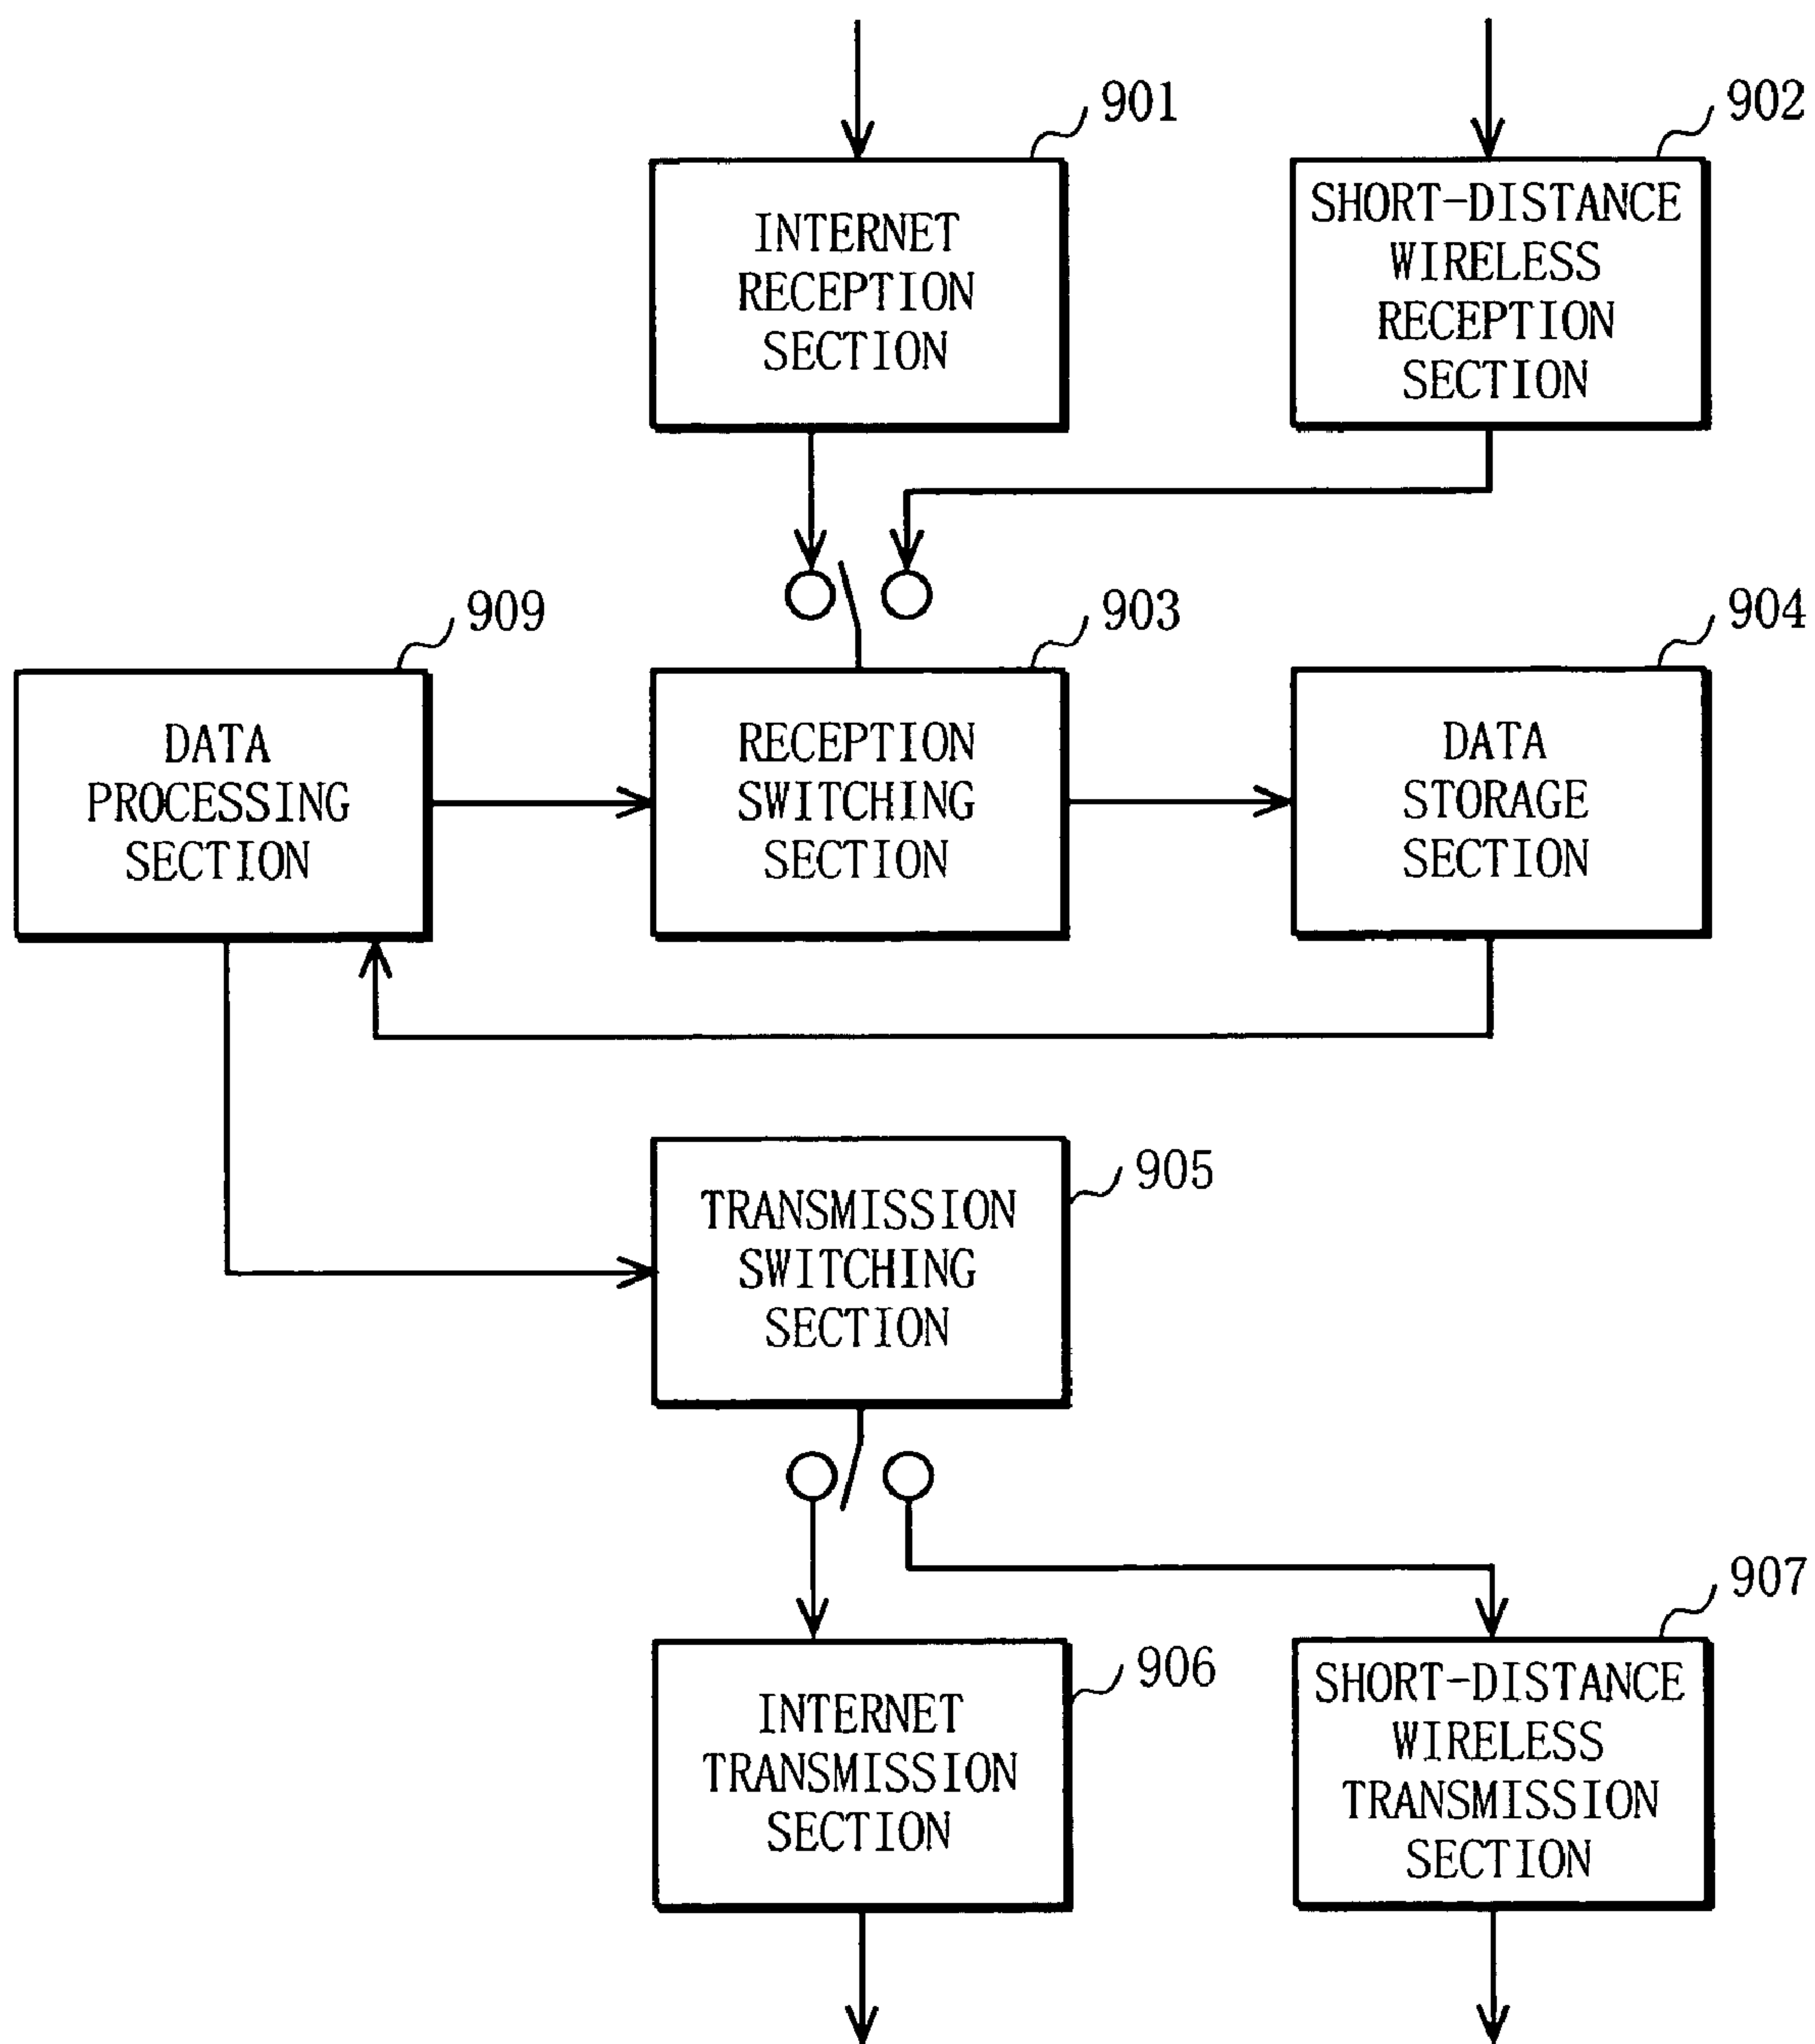 901
INTERNET
RECEPTION
SECTION
902
SHORT-DISTANCE
WIRELESS
RECEPTION
SECTION
909
DATA
PROCESSING
SECTION
903
RECEPTION
SWITCHING
SECTION
904
DATA
STORAGE
SECTION
905
TRANSMISSION
SWITCHING
SECTION
906
INTERNET
TRANSMISSION
SECTION
907
SHORT-DISTANCE
WIRELESS
TRANSMISSION
SECTION